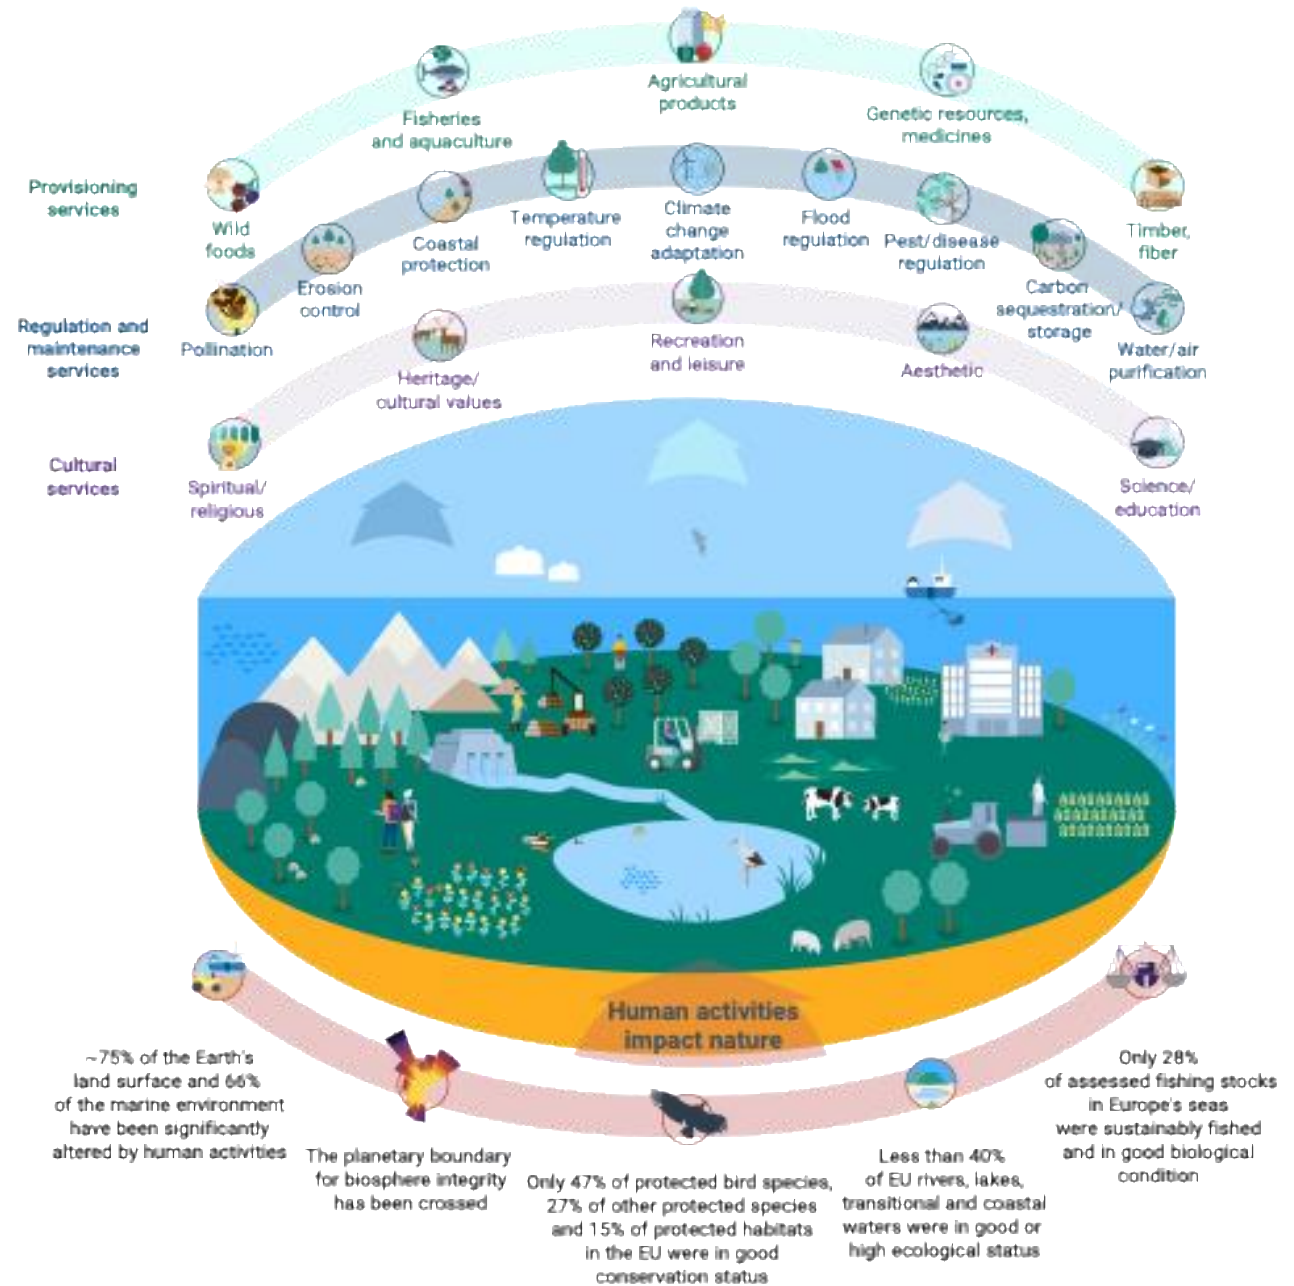 Agricultural
products
Fisheries
and aquaculture
Genetic resources,
medicines
Provisioning
services
Wild
foods
Timber,
fiber
Temperature
regulation
Climate
change
adaptation
Flood
regulation
Coastal
protection
Pest/disease
regulation
Erosion
control
Carbon
sequestration/
storage
Regulation and
maintenance
services
Pollination
Water/air
purification
Recreation
and leisure
Heritage/
cultural values
Aesthetic
Cultural
services
Spiritual/
religious
Science/
education
Human activities
impact nature
~75% of the Earth's
land surface and 66%
of the marine environment
have been significantly
altered by human activities
The planetary boundary
for biosphere integrity
has been crossed
Only 47% of protected bird species,
27% of other protected species
and 15% of protected habitats
in the EU were in good
conservation status
Less than 40%
of EU rivers, lakes,
transitional and coastal
waters were in good or
high ecological status
Only 28%
of assessed fishing stocks
in Europe's seas
were sustainably fished
and in good biological
condition